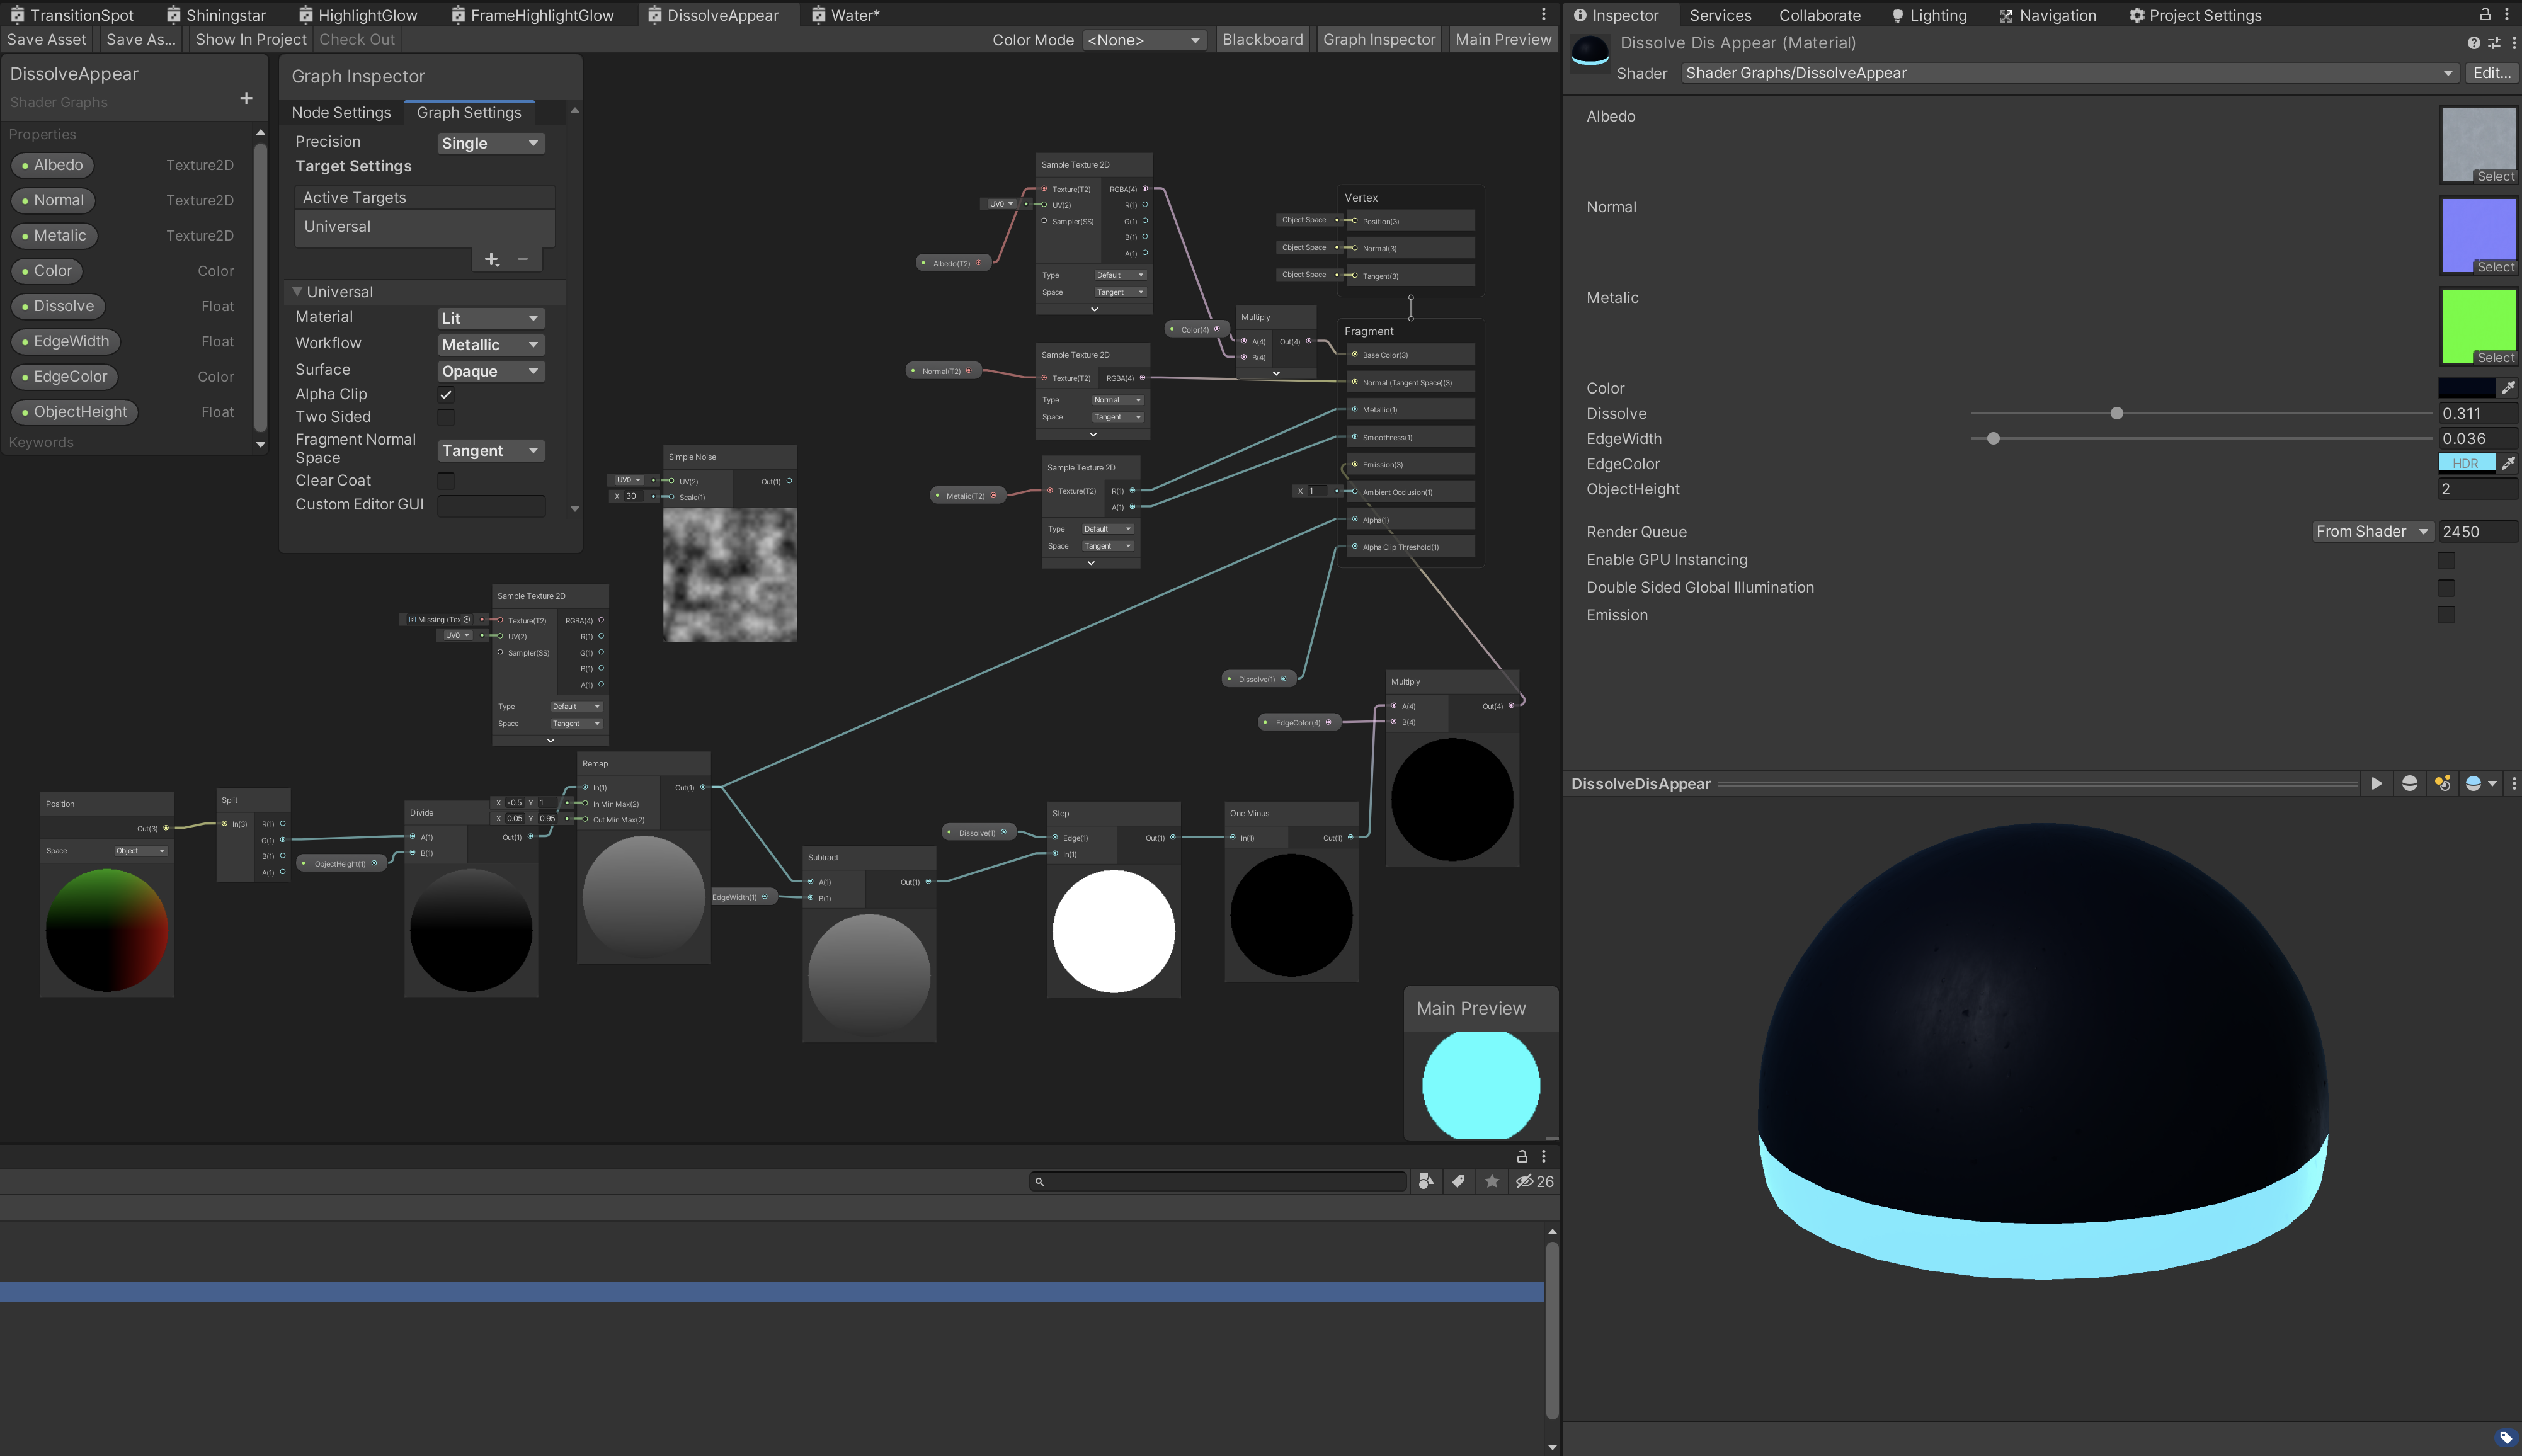 TransitionSpot
Shiningstar
HighlightGlow
FrameHighlightGlow
DissolveAppear
Water*
Save Asset
Save As...
Show In Project
Check Out
Color Mode
<None>
Blackboard
Graph Inspector
Main Preview
DissolveAppear
Shader Graphs
Properties
Albedo Texture2D
Normal Texture2D
Metalic Texture2D
Color Color
Dissolve Float
EdgeWidth Float
EdgeColor Color
ObjectHeight Float
Keywords
Graph Inspector
Node Settings
Graph Settings
Precision Single
Target Settings
Active Targets
Universal
Universal
Material Lit
Workflow Metallic
Surface Opaque
Alpha Clip
Two Sided
Fragment Normal
Space
Tangent
Clear Coat
Custom Editor GUI
Sample Texture 2D
Texture(T2) RGBA(4)
UV0
UV(2) R(1)
Sampler(SS) G(1)
B(1)
A(1)
Type Default
Space Tangent
Albedo(T2)
Color(4)
Multiply
A(4) Out(4)
B(4)
Vertex
Object Space Position(3)
Object Space Normal(3)
Object Space Tangent(3)
Fragment
Base Color(3)
Normal (Tangent Space)(3)
Metallic(1)
Smoothness(1)
Emission(3)
X 1 Ambient Occlusion(1)
Alpha(1)
Alpha Clip Threshold(1)
Normal(T2)
Sample Texture 2D
Texture(T2) RGBA(4)
Type Normal
Space Tangent
Metalic(T2)
Sample Texture 2D
Texture(T2) R(1)
A(1)
Type Default
Space Tangent
Simple Noise
UV0 UV(2) Out(1)
X 30 Scale(1)
Sample Texture 2D
Missing (Tex Texture(T2) RGBA(4)
UV0 UV(2) R(1)
Sampler(SS) G(1)
B(1)
A(1)
Type Default
Space Tangent
Dissolve(1)
EdgeColor(4)
Multiply
A(4) Out(4)
B(4)
Position
Out(3)
Space Object
Split
In(3) R(1)
G(1)
B(1)
A(1)
ObjectHeight(1)
Divide
A(1) Out(1)
B(1)
Remap
In(1) Out(1)
X -0.5 Y 1 In Min Max(2)
X 0.05 Y 0.95 Out Min Max(2)
EdgeWidth(1)
Subtract
A(1) Out(1)
B(1)
Dissolve(1)
Step
Edge(1) Out(1)
In(1)
One Minus
In(1) Out(1)
Main Preview
26
Inspector
Services
Collaborate
Lighting
Navigation
Project Settings
Dissolve Dis Appear (Material)
Shader Shader Graphs/DissolveAppear Edit...
Albedo
Select
Normal
Select
Metalic
Select
Color
Dissolve 0.311
EdgeWidth 0.036
EdgeColor HDR
ObjectHeight 2
Render Queue From Shader 2450
Enable GPU Instancing
Double Sided Global Illumination
Emission
DissolveDisAppear